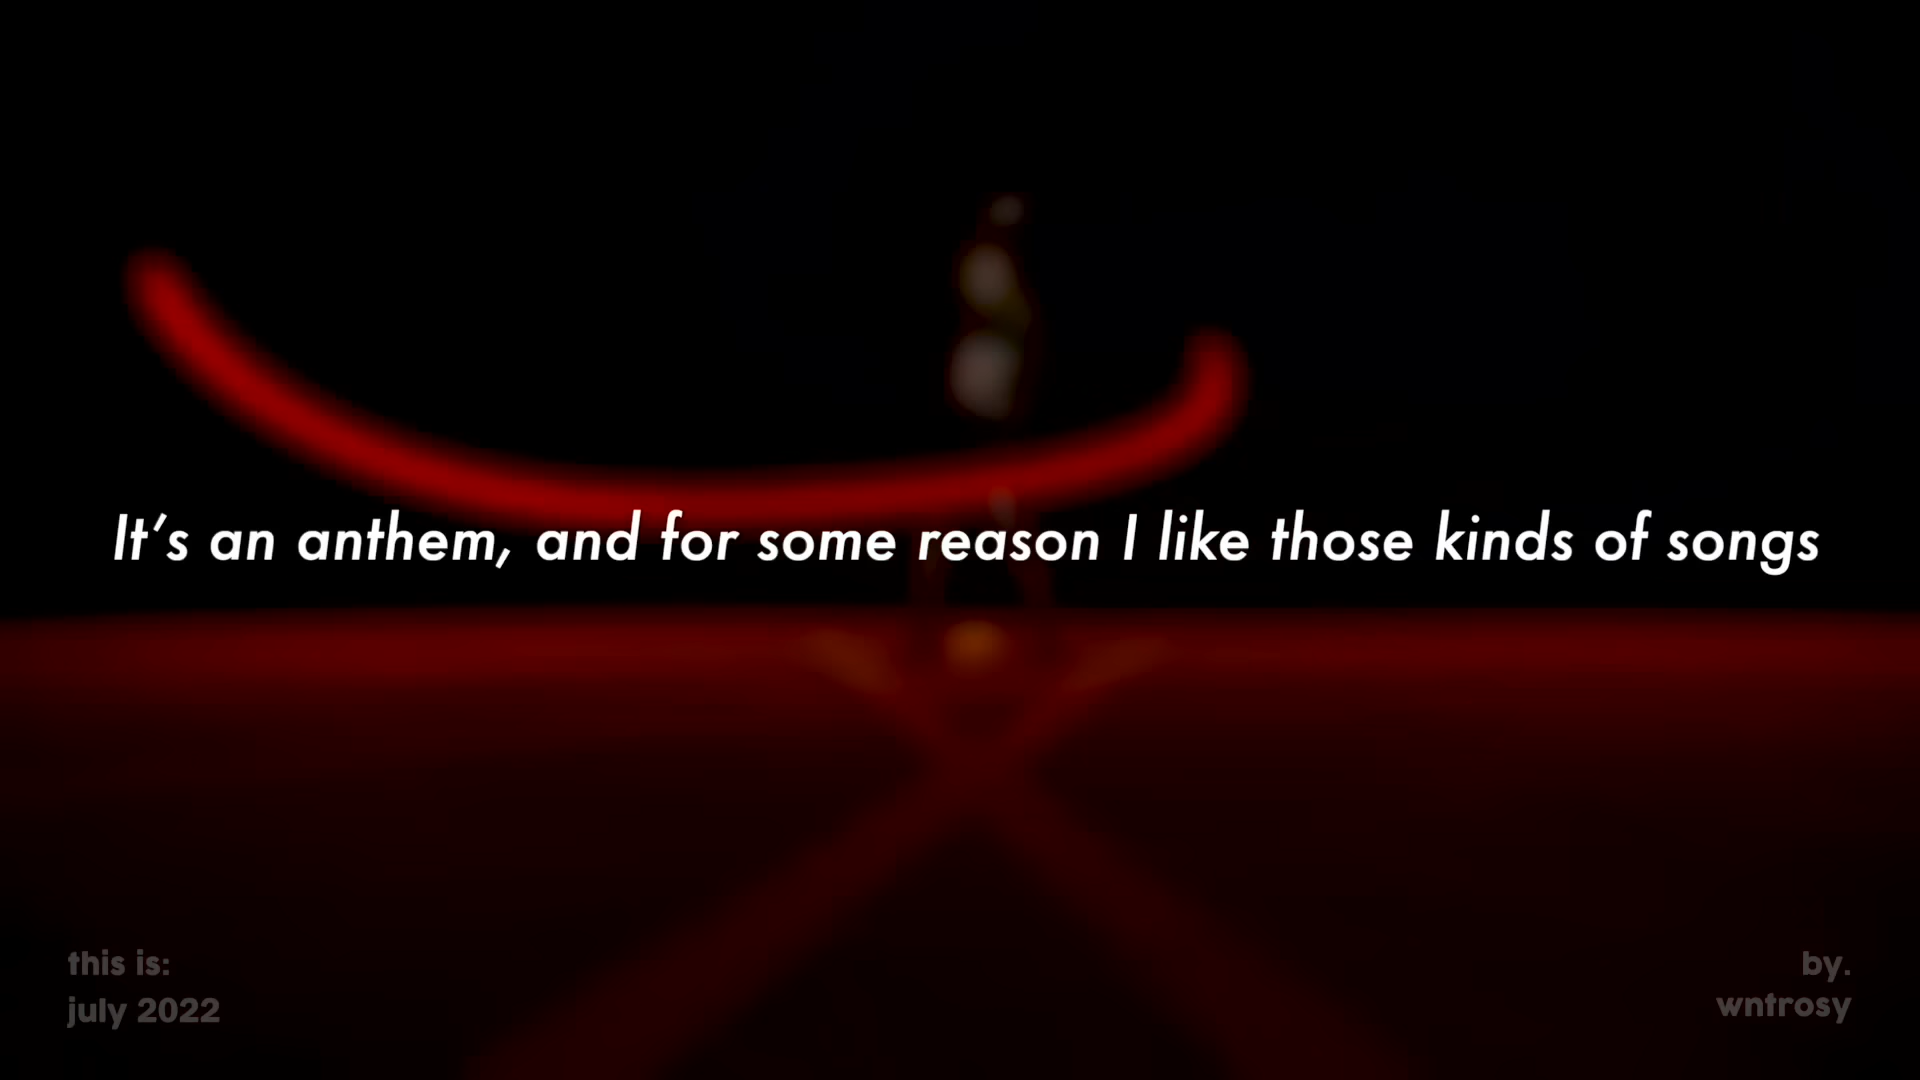 It’s an anthem, and for some reason I like those kinds of songs
this is:
july 2022
by.
wntrosy